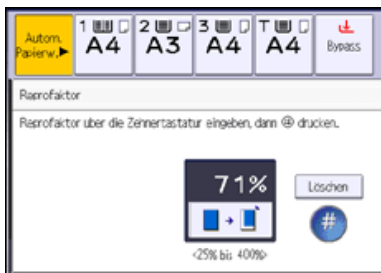 Autom.
Papierw.▶
1
A4
2
A3
3
A4
T
A4
Bypass
Reprofaktor
Reprofaktor über die Zehnertastatur eingeben, dann # drücken.
71%
Löschen
#
<25% bis 400%>